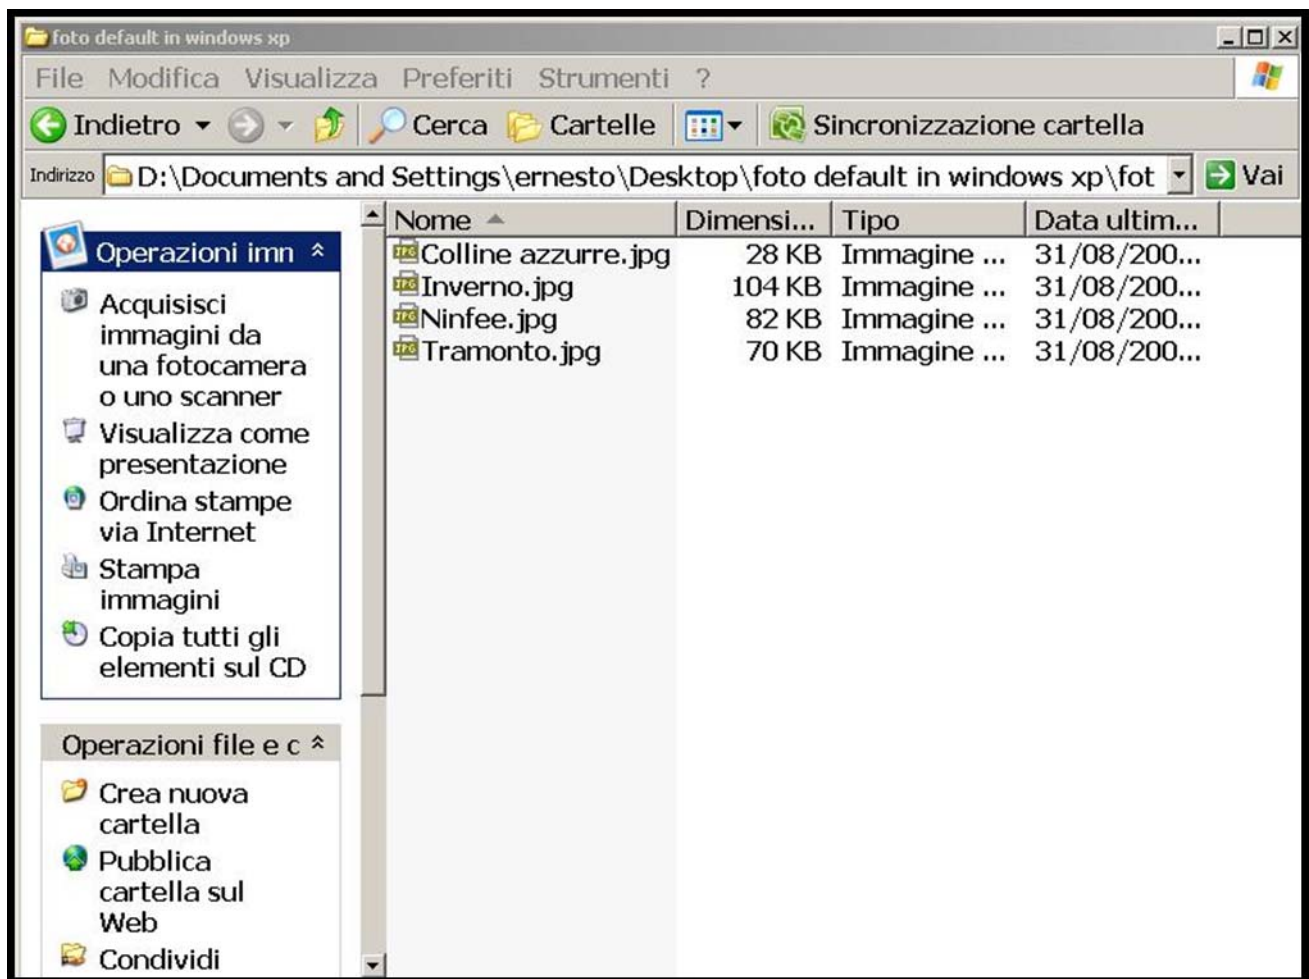 foto default in windows xp
File Modifica Visualizza Preferiti Strumenti ?
Indietro Cerca Cartelle Sincronizzazione cartella
Indirizzo D:\Documents and Settings\ernesto\Desktop\foto default in windows xp\fot Vai
Operazioni imn
Acquisisci
immagini da
una fotocamera
o uno scanner
Visualizza come
presentazione
Ordina stampe
via Internet
Stampa
immagini
Copia tutti gli
elementi sul CD
Operazioni file e c
Crea nuova
cartella
Pubblica
cartella sul
Web
Condividi
Nome Dimensi... Tipo Data ultim...
Colline azzurre.jpg 28 KB Immagine ... 31/08/200...
Inverno.jpg 104 KB Immagine ... 31/08/200...
Ninfee.jpg 82 KB Immagine ... 31/08/200...
Tramonto.jpg 70 KB Immagine ... 31/08/200...